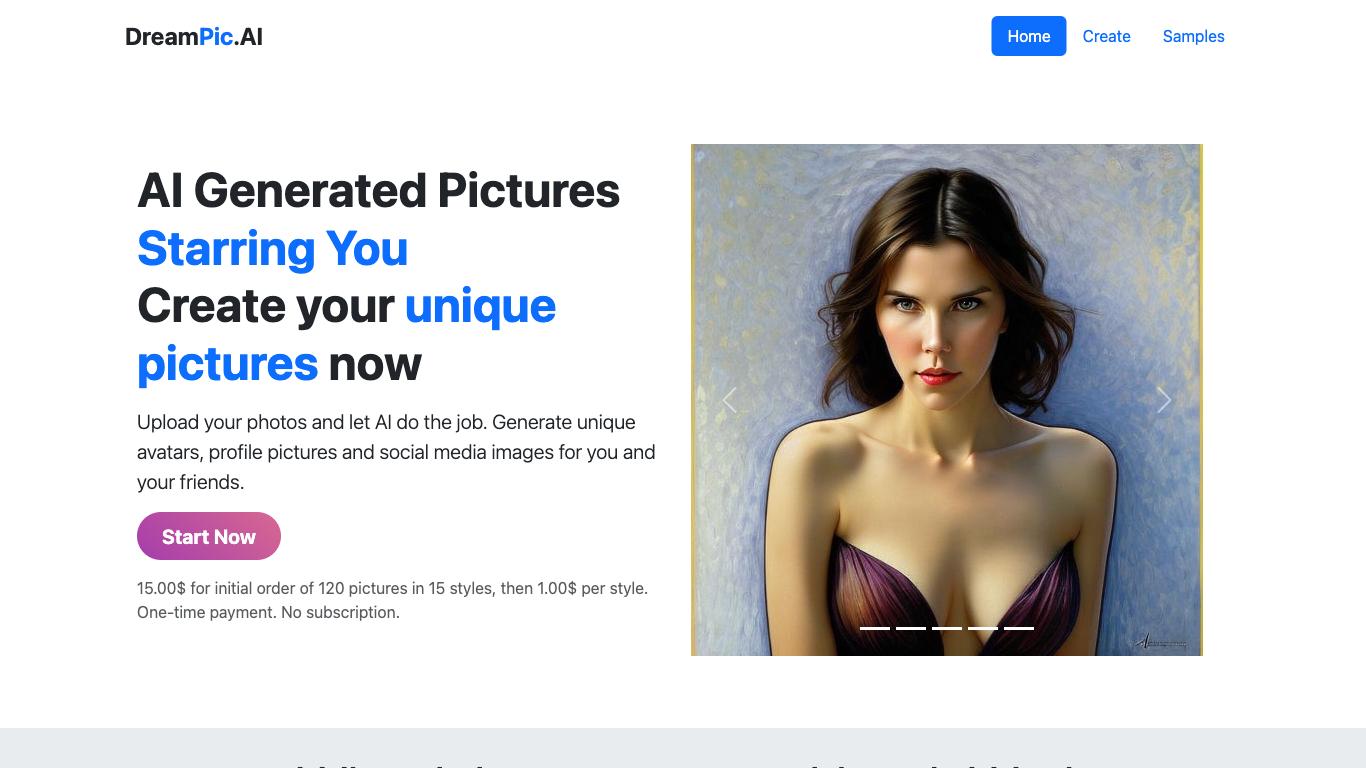 DreamPic.AI
Home
Create
Samples
AI Generated Pictures
Starring You
Create your unique
pictures now
Upload your photos and let AI do the job. Generate unique
avatars, profile pictures and social media images for you and
your friends.
Start Now
15.00$ for initial order of 120 pictures in 15 styles, then 1.00$ per style.
One-time payment. No subscription.